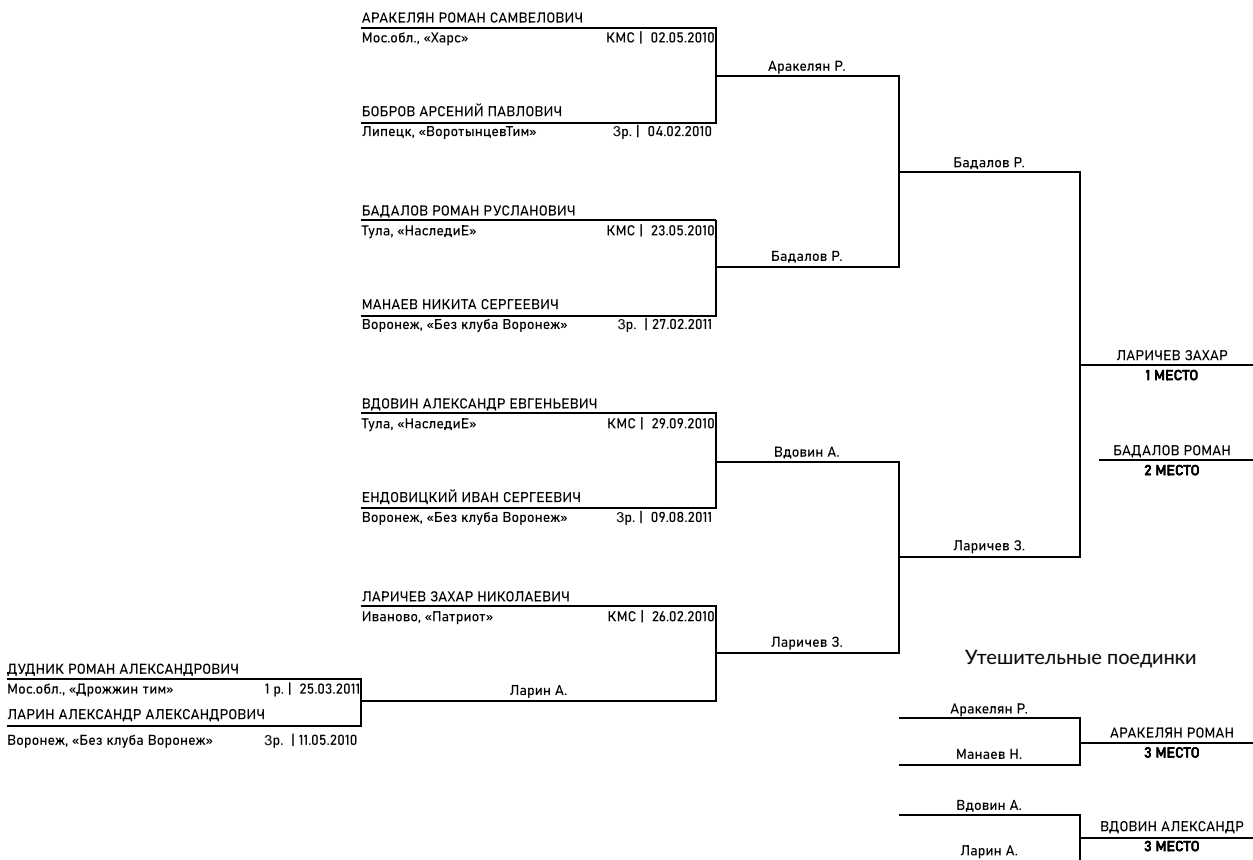 АРАКЕЛЯН РОМАН САМВЕЛОВИЧ
Мос.обл., «Харс» КМС | 02.05.2010
Аракелян Р.
БОБРОВ АРСЕНИЙ ПАВЛОВИЧ
Липецк, «ВоротынцевТим» 3р. | 04.02.2010
Бадалов Р.
БАДАЛОВ РОМАН РУСЛАНОВИЧ
Тула, «НаследиЕ» КМС | 23.05.2010
Бадалов Р.
МАНАЕВ НИКИТА СЕРГЕЕВИЧ
Воронеж, «Без клуба Воронеж» 3р. | 27.02.2011
ЛАРИЧЕВ ЗАХАР
1 МЕСТО
ВДОВИН АЛЕКСАНДР ЕВГЕНЬЕВИЧ
Тула, «НаследиЕ» КМС | 29.09.2010
Вдовин А.
БАДАЛОВ РОМАН
2 МЕСТО
ЕНДОВИЦКИЙ ИВАН СЕРГЕЕВИЧ
Воронеж, «Без клуба Воронеж» 3р. | 09.08.2011
Ларичев З.
ЛАРИЧЕВ ЗАХАР НИКОЛАЕВИЧ
Иваново, «Патриот» КМС | 26.02.2010
Ларичев З.
Утешительные поединки
ДУДНИК РОМАН АЛЕКСАНДРОВИЧ
Мос.обл., «Дрожжин тим» 1 р. | 25.03.2011
Ларин А.
ЛАРИН АЛЕКСАНДР АЛЕКСАНДРОВИЧ
Воронеж, «Без клуба Воронеж» 3р. | 11.05.2010
Аракелян Р.
АРАКЕЛЯН РОМАН
3 МЕСТО
Манаев Н.
Вдовин А.
ВДОВИН АЛЕКСАНДР
3 МЕСТО
Ларин А.